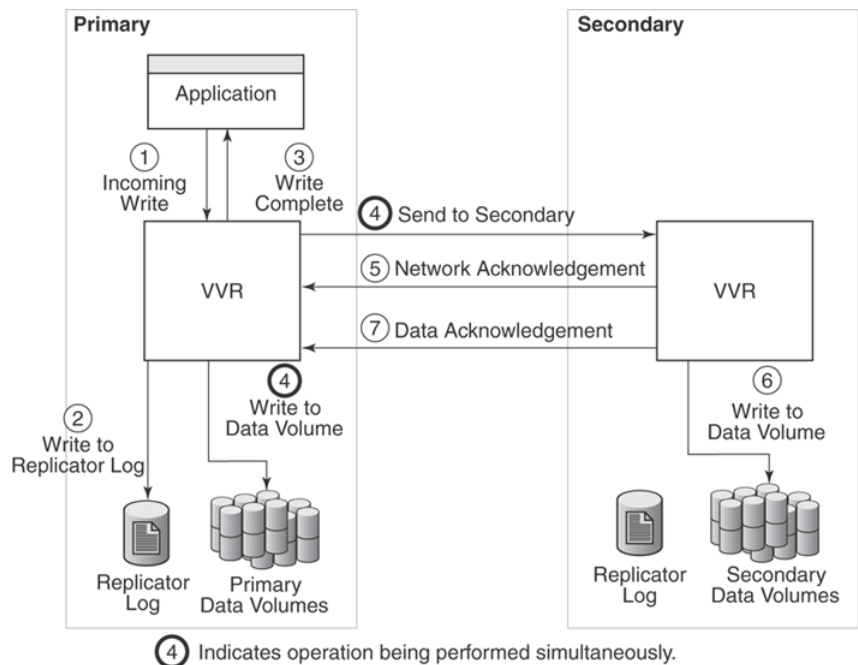 Primary
Secondary
Application
1
Incoming
Write
3
Write
Complete
4 Send to Secondary
VVR
5 Network Acknowledgement
VVR
7 Data Acknowledgement
2
Write to
Replicator Log
4
Write to
Data Volume
6
Write to
Data Volume
Replicator
Log
Primary
Data Volumes
Replicator
Log
Secondary
Data Volumes
4 Indicates operation being performed simultaneously.